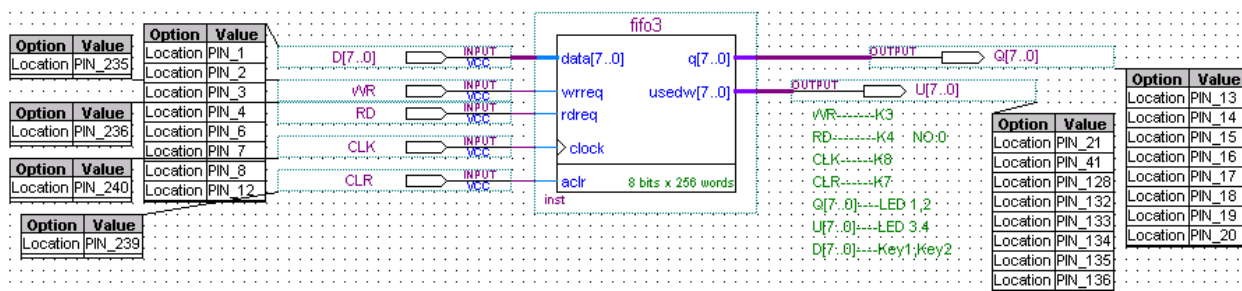 Option Value
Location PIN_235
Option Value
Location PIN_236
Option Value
Location PIN_240
Option Value
Location PIN_239
Option Value
Location PIN_1
Location PIN_2
Location PIN_3
Location PIN_4
Location PIN_6
Location PIN_7
Location PIN_8
Location PIN_12
D[7..0] INPUT VCC
WR INPUT VCC
RD INPUT VCC
CLK INPUT VCC
CLR INPUT VCC
fifo3
data[7..0] q[7..0]
wrreq usedw[7..0]
rdreq
clock
aclr 8 bits x 256 words
inst
OUTPUT Q[7..0]
OUTPUT U[7..0]
WR-------K3
RD-------K4 NO:0
CLK------K8
CLR------K7
Q[7..0]----LED 1,2
U[7..0]----LED 3.4
D[7..0]----Key1,Key2
Option Value
Location PIN_21
Location PIN_41
Location PIN_128
Location PIN_132
Location PIN_133
Location PIN_134
Location PIN_135
Location PIN_136
Option Value
Location PIN_13
Location PIN_14
Location PIN_15
Location PIN_16
Location PIN_17
Location PIN_18
Location PIN_19
Location PIN_20